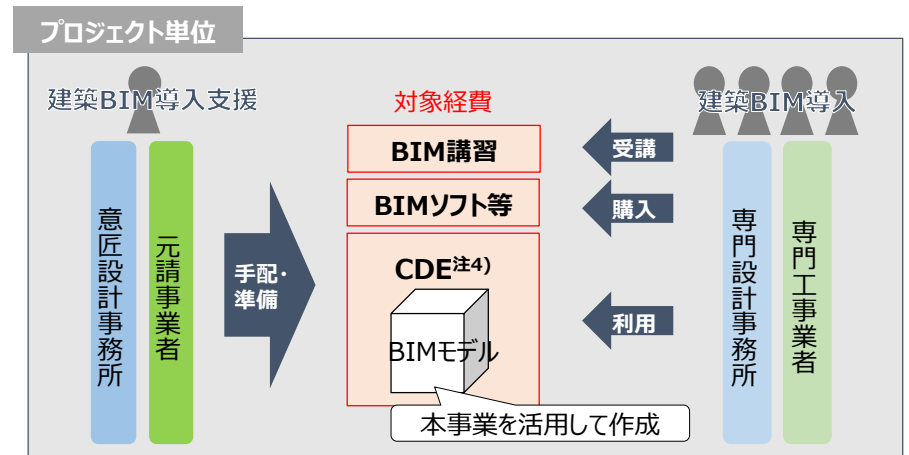 プロジェクト単位
建築BIM導入支援
対象経費
建築BIM導入
BIM講習
受講
BIMソフト等
購入
意匠設計事務所
元請事業者
手配・
準備
CDE注4)
BIMモデル
利用
専門設計事務所
専門工事業者
本事業を活用して作成